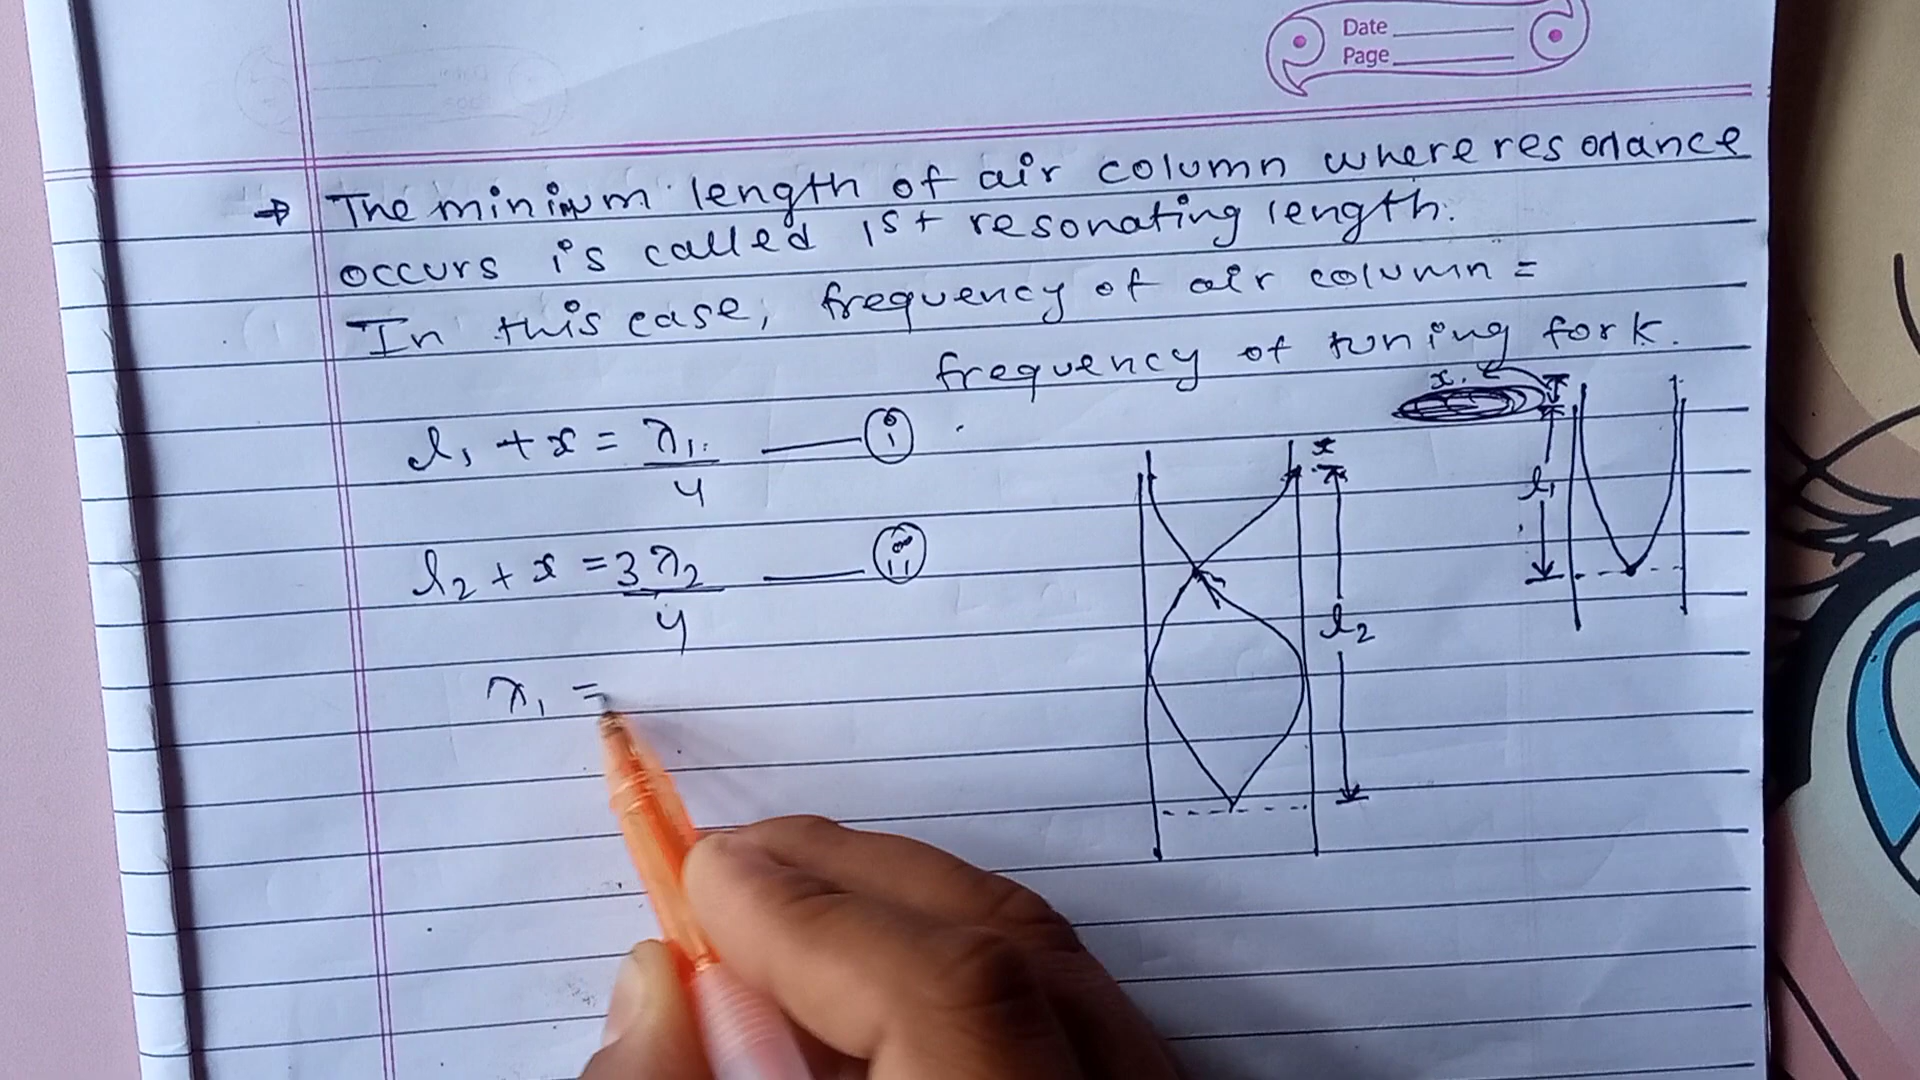 Date
Page
→ The minimum length of air column where resonance
occurs is called 1st resonating length.
In this case, frequency of air column =
frequency of tuning fork.
l₁ + x = λ₁/4 —— (i)
l₂ + x = 3λ₂/4 —— (ii)
λ₁ =
x
l₂
x
l₁